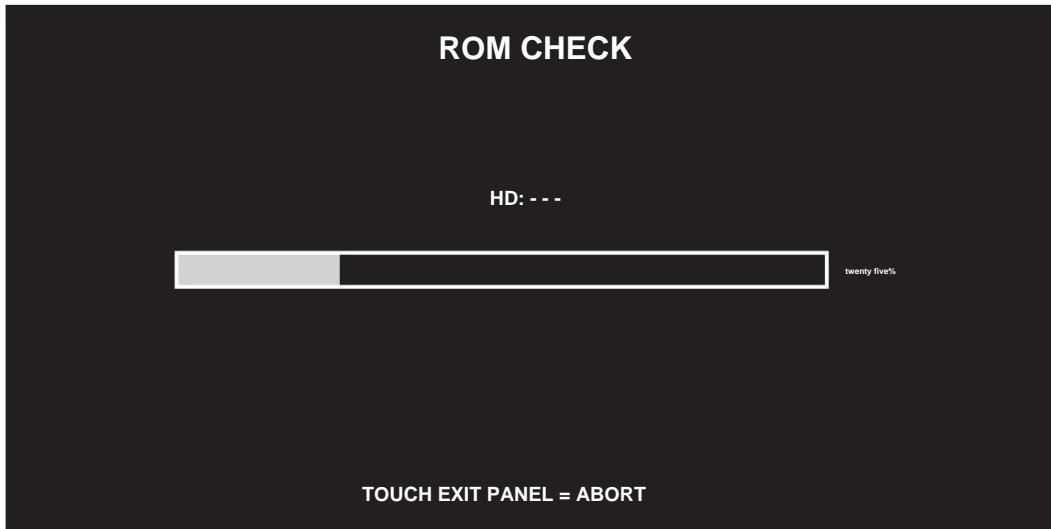 ROM CHECK
HD: - - -
twenty five%
TOUCH EXIT PANEL = ABORT